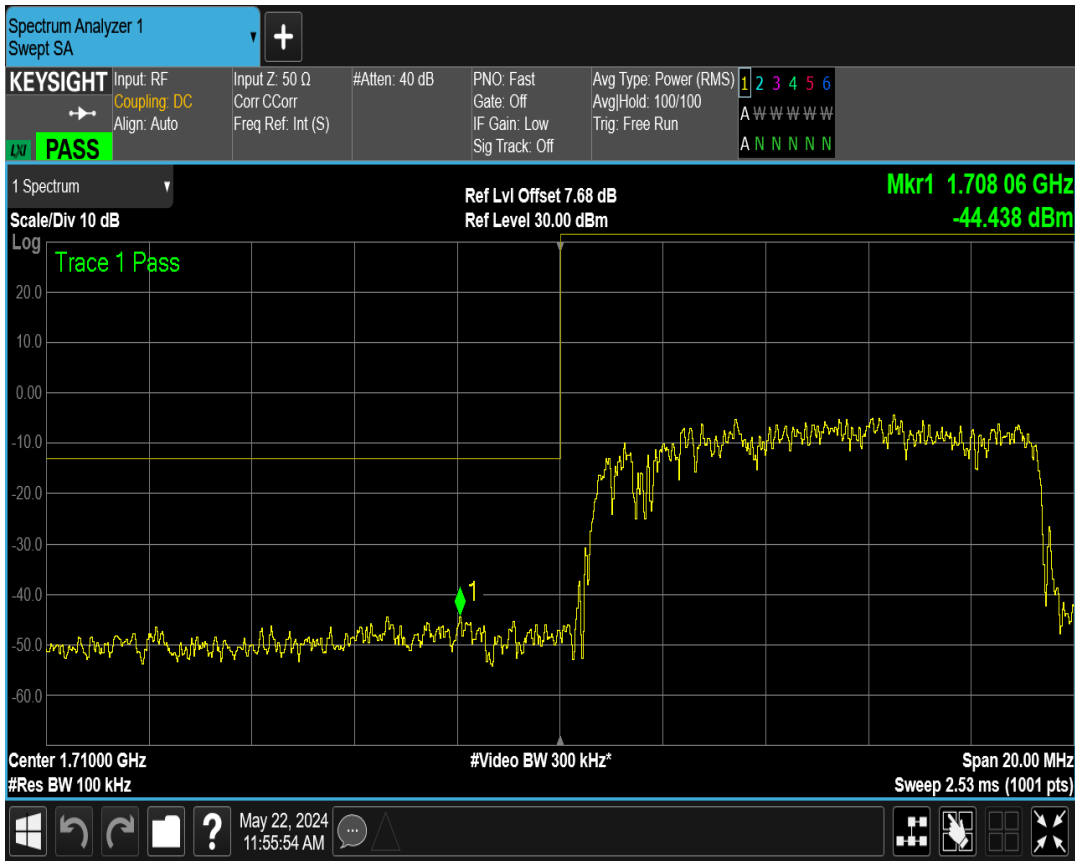 Spectrum Analyzer 1
Swept SA
+
KEYSIGHT
LXI PASS
Input: RF
Coupling: DC
Align: Auto
Input Z: 50 Ω
Corr CCorr
Freq Ref: Int (S)
#Atten: 40 dB
PNO: Fast
Gate: Off
IF Gain: Low
Sig Track: Off
Avg Type: Power (RMS)
Avg|Hold: 100/100
Trig: Free Run
1 2 3 4 5 6
A W W W W W
A N N N N N
1 Spectrum
Scale/Div 10 dB
Ref Lvl Offset 7.68 dB
Ref Level 30.00 dBm
Mkr1 1.708 06 GHz
-44.438 dBm
Log
Trace 1 Pass
20.0
10.0
0.00
-10.0
-20.0
-30.0
-40.0
1
-50.0
-60.0
Center 1.71000 GHz
#Res BW 100 kHz
#Video BW 300 kHz*
Span 20.00 MHz
Sweep 2.53 ms (1001 pts)
?
May 22, 2024
11:55:54 AM